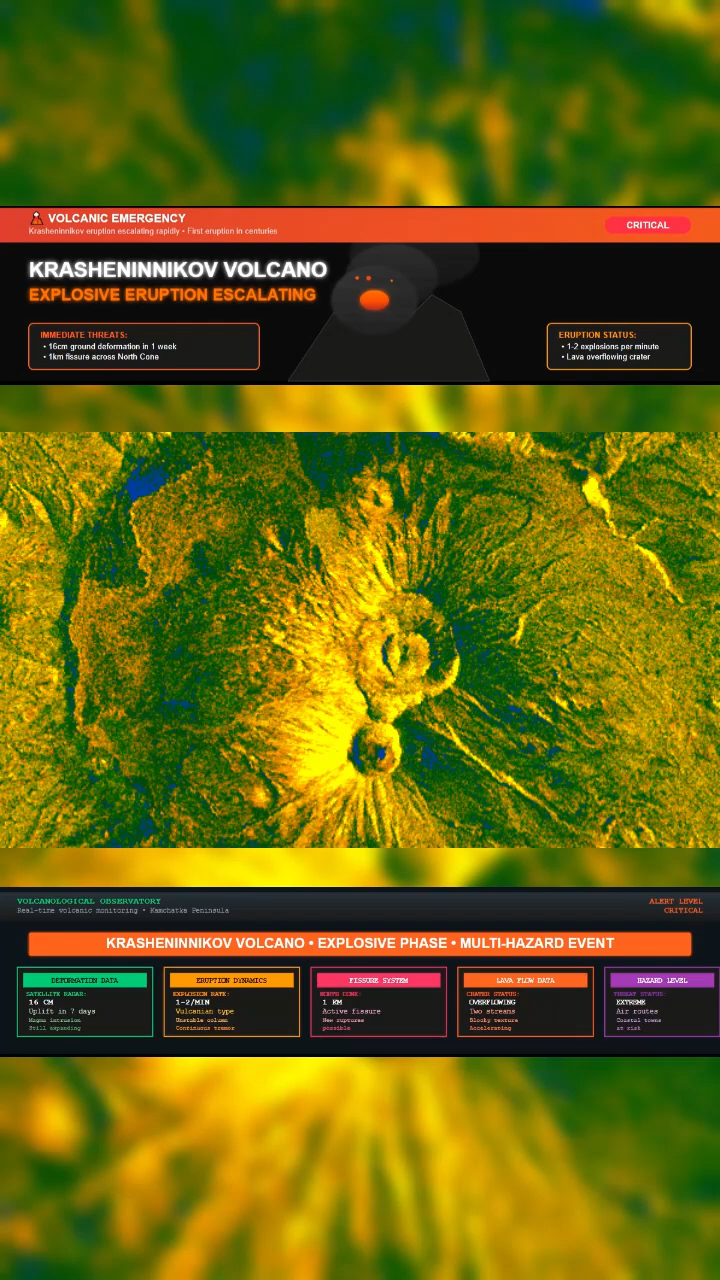 VOLCANIC EMERGENCY
Krasheninnikov eruption escalating rapidly • First eruption in centuries
CRITICAL
KRASHENINNIKOV VOLCANO
EXPLOSIVE ERUPTION ESCALATING
IMMEDIATE THREATS:
• 16cm ground deformation in 1 week
• 1km fissure across North Cone
ERUPTION STATUS:
• 1-2 explosions per minute
• Lava overflowing crater
VOLCANOLOGICAL OBSERVATORY
Real-time volcanic monitoring • Kamchatka Peninsula
ALERT LEVEL
CRITICAL
KRASHENINNIKOV VOLCANO • EXPLOSIVE PHASE • MULTI-HAZARD EVENT
DEFORMATION DATA
SATELLITE RADAR:
16 CM
Uplift in 7 days
Magma intrusion
Still expanding
ERUPTION DYNAMICS
EXPLOSION RATE:
1-2/MIN
Vulcanian type
Unstable column
Continuous tremor
FISSURE SYSTEM
NORTH CONE:
1 KM
Active fissure
New ruptures
possible
LAVA FLOW DATA
CRATER STATUS:
OVERFLOWING
Two streams
Blocky texture
Accelerating
HAZARD LEVEL
THREAT STATUS:
EXTREME
Air routes
Coastal towns
at risk